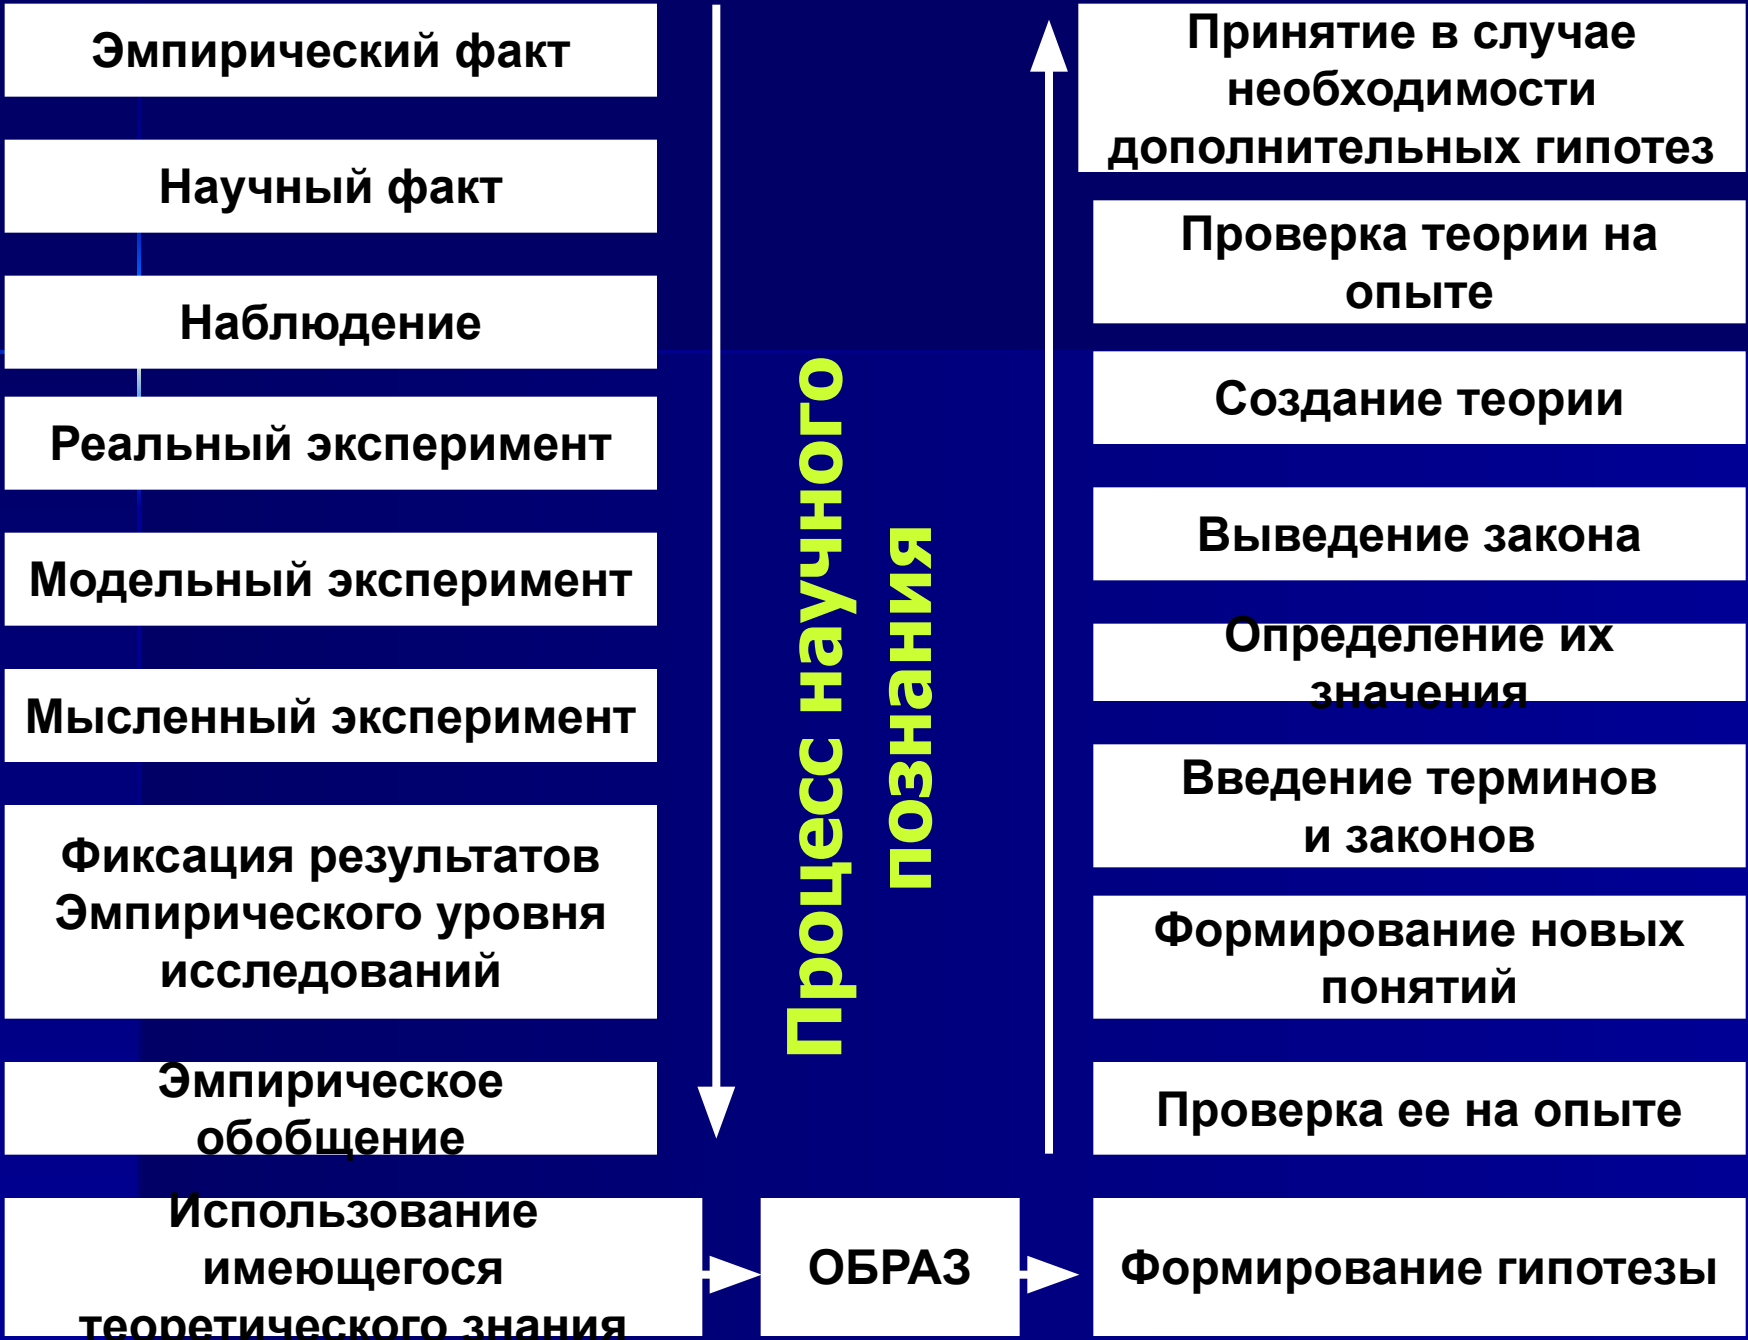 Эмпирический факт
Научный факт
Наблюдение
Реальный эксперимент
Модельный эксперимент
Мысленный эксперимент
Фиксация результатов
Эмпирического уровня
исследований
Эмпирическое
обобщение
Использование
имеющегося
теоретического знания
Процесс научного
познания
ОБРАЗ
Принятие в случае
необходимости
дополнительных гипотез
Проверка теории на
опыте
Создание теории
Выведение закона
Определение их
значения
Введение терминов
и законов
Формирование новых
понятий
Проверка ее на опыте
Формирование гипотезы